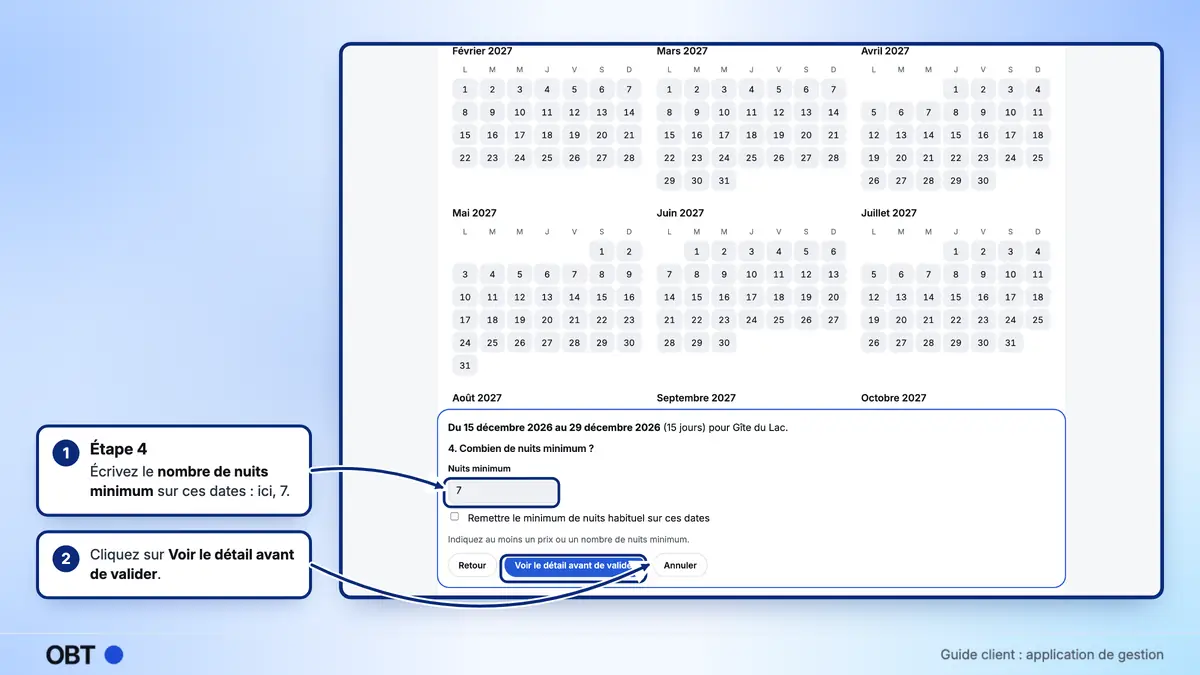 Février 2027
L M M J V S D
1 2 3 4 5 6 7
8 9 10 11 12 13 14
15 16 17 18 19 20 21
22 23 24 25 26 27 28
Mars 2027
L M M J V S D
1 2 3 4 5 6 7
8 9 10 11 12 13 14
15 16 17 18 19 20 21
22 23 24 25 26 27 28
29 30 31
Avril 2027
L M M J V S D
1 2 3 4
5 6 7 8 9 10 11
12 13 14 15 16 17 18
19 20 21 22 23 24 25
26 27 28 29 30
Mai 2027
L M M J V S D
1 2
3 4 5 6 7 8 9
10 11 12 13 14 15 16
17 18 19 20 21 22 23
24 25 26 27 28 29 30
31
Juin 2027
L M M J V S D
1 2 3 4 5 6
7 8 9 10 11 12 13
14 15 16 17 18 19 20
21 22 23 24 25 26 27
28 29 30
Juillet 2027
L M M J V S D
1 2 3 4
5 6 7 8 9 10 11
12 13 14 15 16 17 18
19 20 21 22 23 24 25
26 27 28 29 30 31
Août 2027
Septembre 2027
Octobre 2027
Du 15 décembre 2026 au 29 décembre 2026 (15 jours) pour Gîte du Lac.
4. Combien de nuits minimum ?
Nuits minimum
7
Remettre le minimum de nuits habituel sur ces dates
Indiquez au moins un prix ou un nombre de nuits minimum.
Retour
Voir le détail avant de valide
Annuler
1
Étape 4
Écrivez le nombre de nuits
minimum sur ces dates : ici, 7.
2
Cliquez sur Voir le détail avant
de valider.
OBT
Guide client : application de gestion